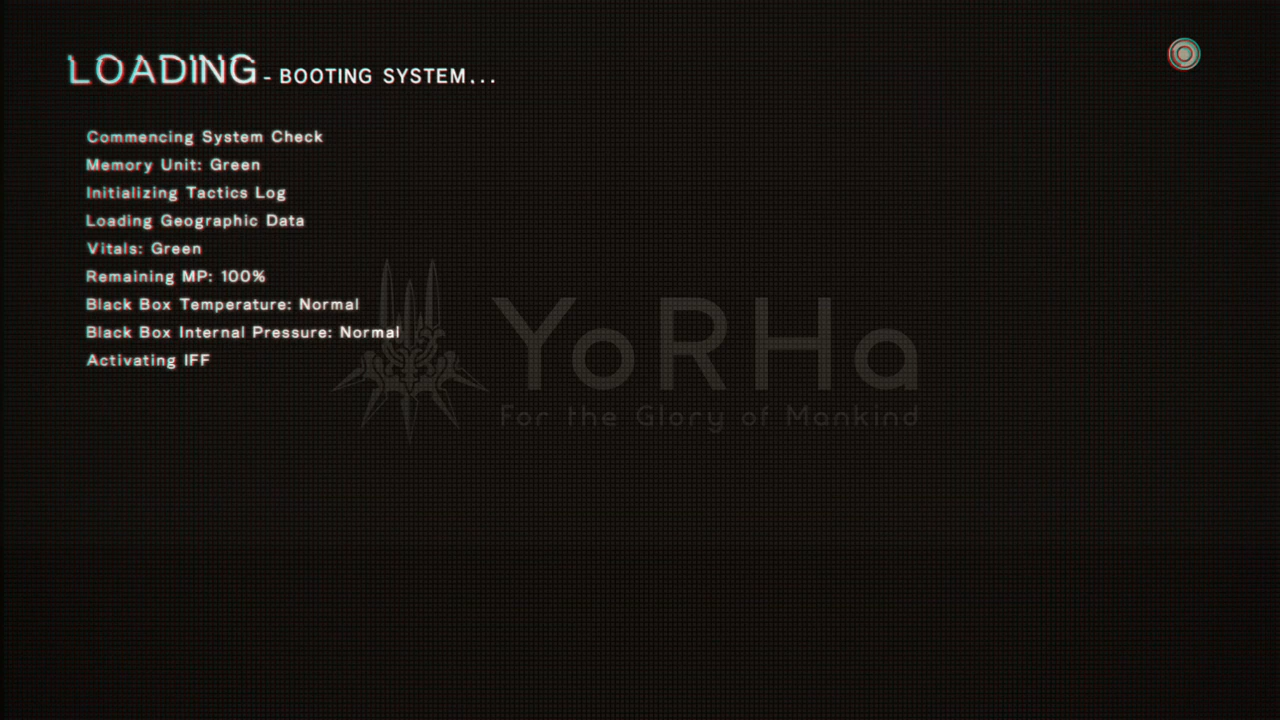 LOADING - BOOTING SYSTEM...
Commencing System Check
Memory Unit: Green
Initializing Tactics Log
Loading Geographic Data
Vitals: Green
Remaining MP: 100%
Black Box Temperature: Normal
Black Box Internal Pressure: Normal
Activating IFF
YoRHa
For the Glory of Mankind